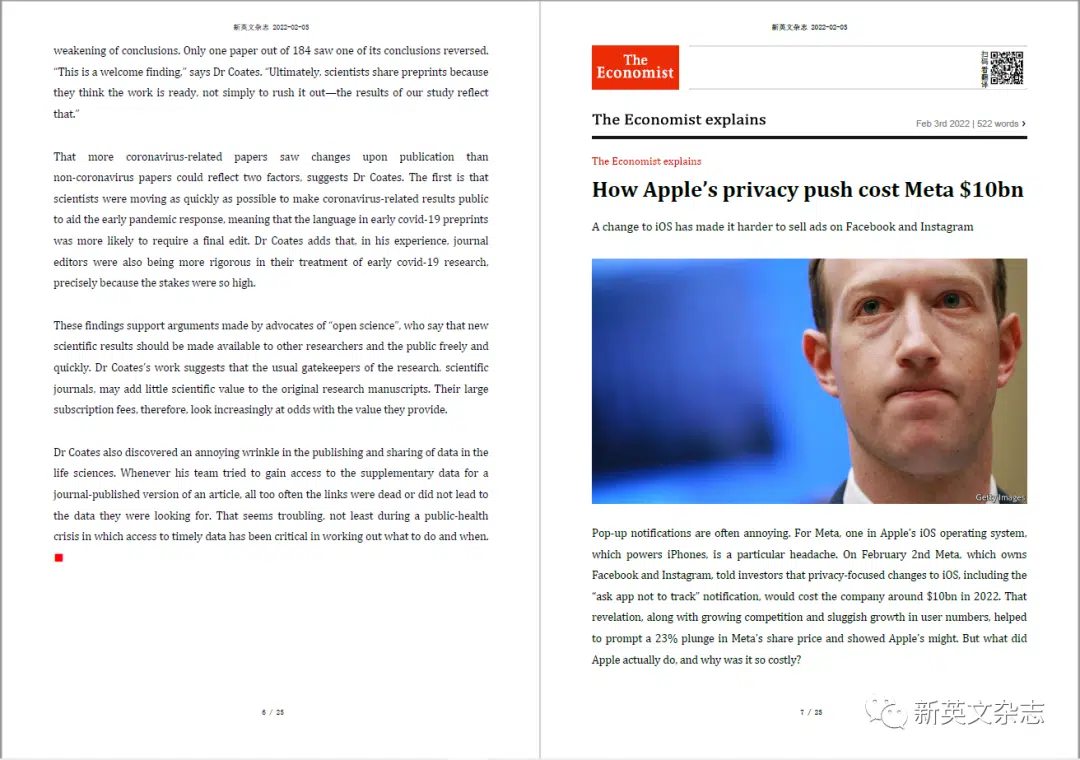 新英文杂志 2022-02-05
weakening of conclusions. Only one paper out of 184 saw one of its conclusions reversed.
“This is a welcome finding,” says Dr Coates. “Ultimately, scientists share preprints because
they think the work is ready, not simply to rush it out—the results of our study reflect
that.”
That more coronavirus-related papers saw changes upon publication than
non-coronavirus papers could reflect two factors, suggests Dr Coates. The first is that
scientists were moving as quickly as possible to make coronavirus-related results public
to aid the early pandemic response, meaning that the language in early covid-19 preprints
was more likely to require a final edit. Dr Coates adds that, in his experience, journal
editors were also being more rigorous in their treatment of early covid-19 research,
precisely because the stakes were so high.
These findings support arguments made by advocates of “open science”, who say that new
scientific results should be made available to other researchers and the public freely and
quickly. Dr Coates’s work suggests that the usual gatekeepers of the research, scientific
journals, may add little scientific value to the original research manuscripts. Their large
subscription fees, therefore, look increasingly at odds with the value they provide.
Dr Coates also discovered an annoying wrinkle in the publishing and sharing of data in the
life sciences. Whenever his team tried to gain access to the supplementary data for a
journal-published version of an article, all too often the links were dead or did not lead to
the data they were looking for. That seems troubling, not least during a public-health
crisis in which access to timely data has been critical in working out what to do and when.
6 / 25
新英文杂志 2022-02-05
The
Economist
扫码看翻译
The Economist explains
Feb 3rd 2022 | 522 words ›
The Economist explains
How Apple’s privacy push cost Meta $10bn
A change to iOS has made it harder to sell ads on Facebook and Instagram
Getty Images
Pop-up notifications are often annoying. For Meta, one in Apple’s iOS operating system,
which powers iPhones, is a particular headache. On February 2nd Meta, which owns
Facebook and Instagram, told investors that privacy-focused changes to iOS, including the
“ask app not to track” notification, would cost the company around $10bn in 2022. That
revelation, along with growing competition and sluggish growth in user numbers, helped
to prompt a 23% plunge in Meta’s share price and showed Apple’s might. But what did
Apple actually do, and why was it so costly?
7 / 25
新英文杂志